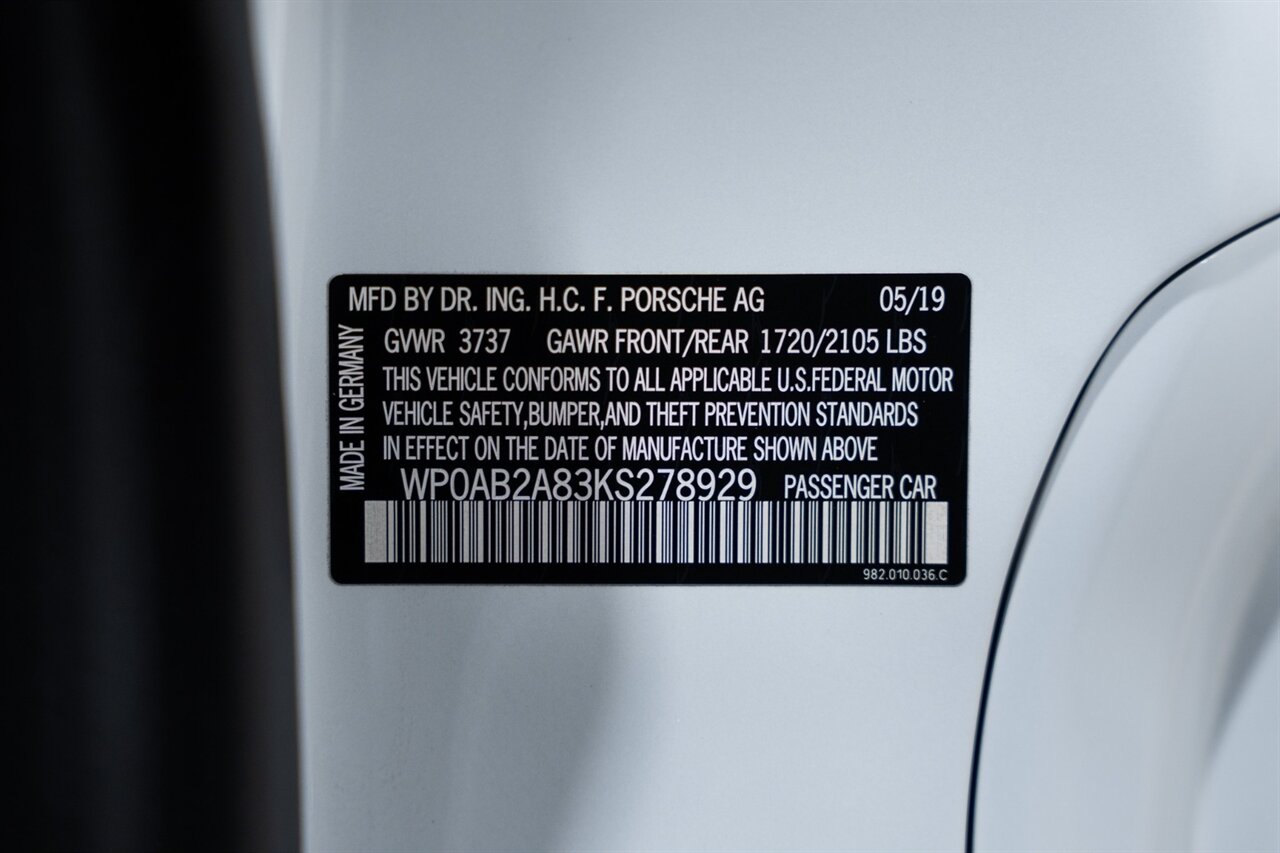 MFD BY DR. ING. H.C. F. PORSCHE AG 05/19
MADE IN GERMANY
GVWR 3737 GAWR FRONT/REAR 1720/2105 LBS
THIS VEHICLE CONFORMS TO ALL APPLICABLE U.S.FEDERAL MOTOR
VEHICLE SAFETY,BUMPER,AND THEFT PREVENTION STANDARDS
IN EFFECT ON THE DATE OF MANUFACTURE SHOWN ABOVE
WP0AB2A83KS278929 PASSENGER CAR
982.010.036.C